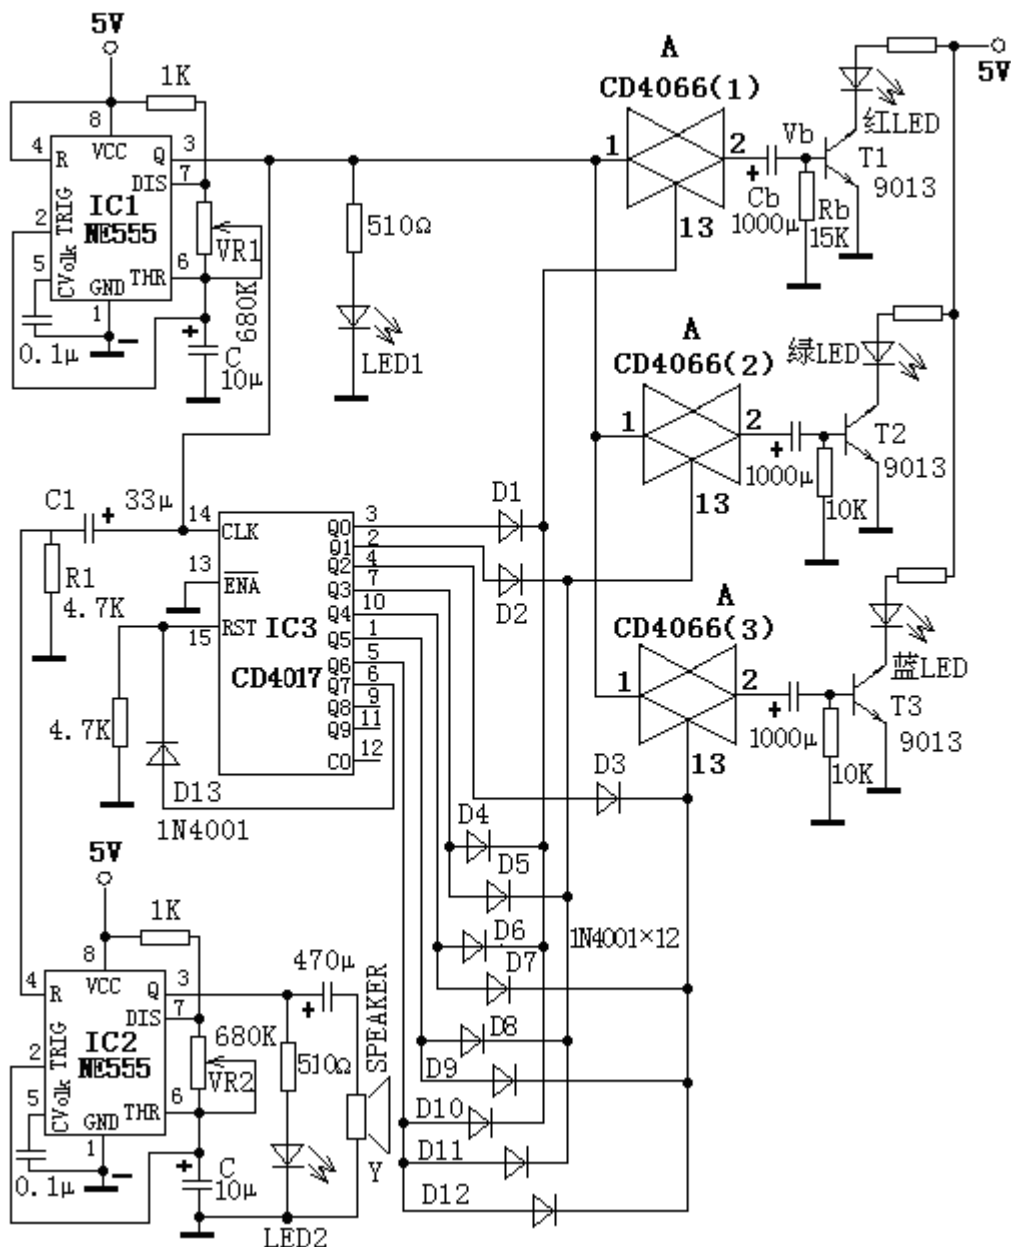 5V
1K
8
VCC
4
R
Q
3
DIS
7
2
TRIG
IC1
NE555
VR1
680K
5
CVolk
THR
6
GND
1
0.1μ
+
−
C
10μ
510Ω
LED1
A
CD4066(1)
1
2
13
+
Cb
1000μ
Vb
Rb
15K
红LED
T1
9013
5V
A
CD4066(2)
1
2
13
+
1000μ
10K
绿LED
T2
9013
A
CD4066(3)
1
2
13
+
1000μ
10K
蓝LED
T3
9013
C1
+
33μ
R1
4.7K
4.7K
D13
1N4001
14
CLK
13
ENA
RST
15
IC3
CD4017
Q0
3
Q1
2
Q2
4
Q3
7
Q4
10
Q5
1
Q6
5
Q7
6
Q8
9
Q9
11
CO
12
D1
D2
D3
D4
D5
D6
1N4001×12
D7
D8
D9
D10
D11
D12
5V
1K
8
VCC
4
R
Q
3
DIS
7
2
TRIG
IC2
NE555
680K
VR2
5
CVolk
THR
6
GND
1
0.1μ
+
−
C
10μ
470μ
+
510Ω
LED2
SPEAKER
Y